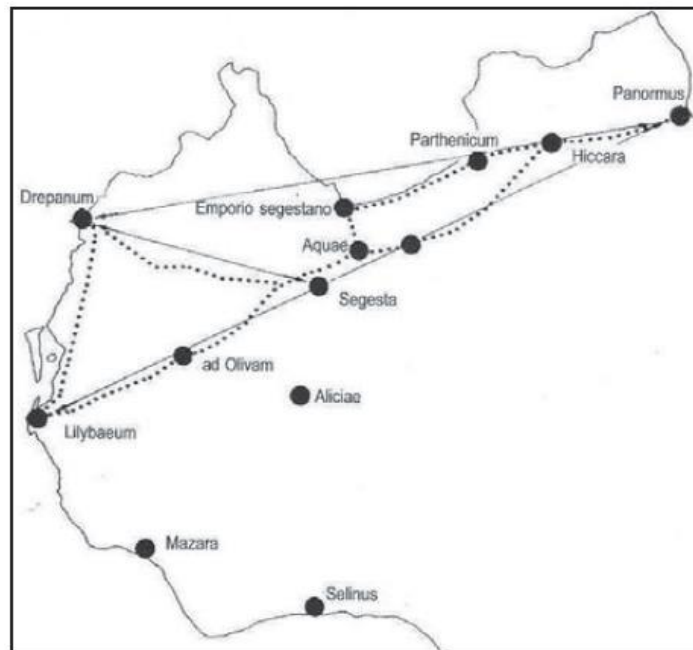 Panormus
Parthenicum
Hiccara
Drepanum
Emporio segestano
Aquae
Segesta
ad Olivam
Aliciae
Lilybaeum
Mazara
Selinus